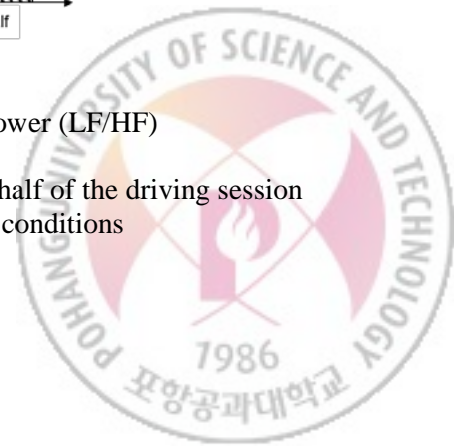 lf
ower (LF/HF)
half of the driving session
conditions
POHANG UNIVERSITY OF SCIENCE AND TECHNOLOGY
1986
포항공과대학교